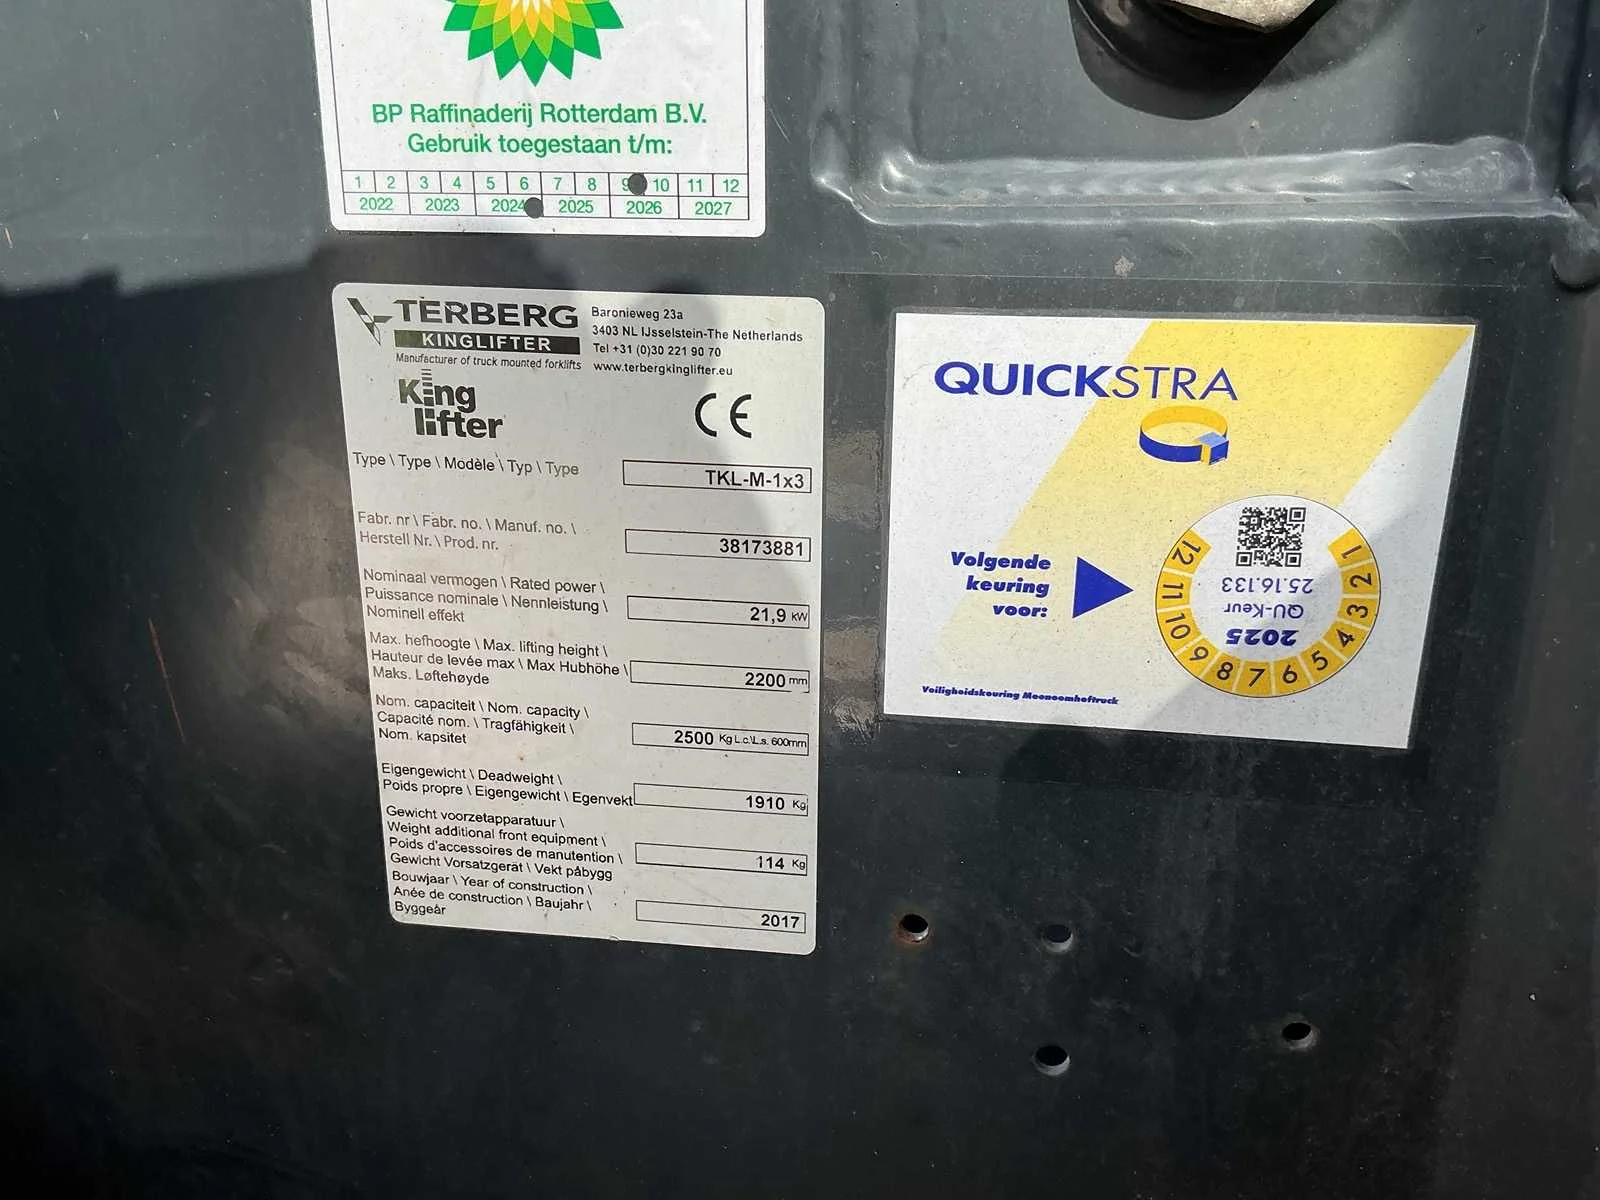 BP Raffinaderij Rotterdam B.V.
Gebruik toegestaan t/m:
1 2 3 4 5 6 7 8 9 10 11 12
2022 2023 2024 2025 2026 2027
TERBERG
KINGLIFTER
Manufacturer of truck mounted forklifts
Baronieweg 23a
3403 NL IJsselstein-The Netherlands
Tel +31 (0)30 221 90 70
www.terbergkinglifter.eu
King
lifter
CE
Type \ Type \ Modèle \ Typ \ Type
TKL-M-1x3
Fabr. nr \ Fabr. no. \ Manuf. no. \
Herstell Nr. \ Prod. nr.
38173881
Nominaal vermogen \ Rated power \
Puissance nominale \ Nennleistung \
Nominell effekt
21,9 kW
Max. hefhoogte \ Max. lifting height \
Hauteur de levée max \ Max Hubhöhe \
Maks. Løftehøyde
2200 mm
Nom. capaciteit \ Nom. capacity \
Capacité nom. \ Tragfähigkeit \
Nom. kapsitet
2500 Kg L.c.\L.s. 600mm
Eigengewicht \ Deadweight \
Poids propre \ Eigengewicht \ Egenvekt
1910 Kg
Gewicht voorzetapparatuur \
Weight additional front equipment \
Poids d'accessoires de manutention \
Gewicht Vorsatzgerät \ Vekt påbygg
114 Kg
Bouwjaar \ Year of construction \
Anée de construction \ Baujahr \
Byggeår
2017
QUICKSTRA
Volgende
keuring
voor:
1 2 3 4 5 6 7 8 9 10 11 12
2025
QU-Keur
25.16.133
Veiligheidskeuring Meeneemheftruck